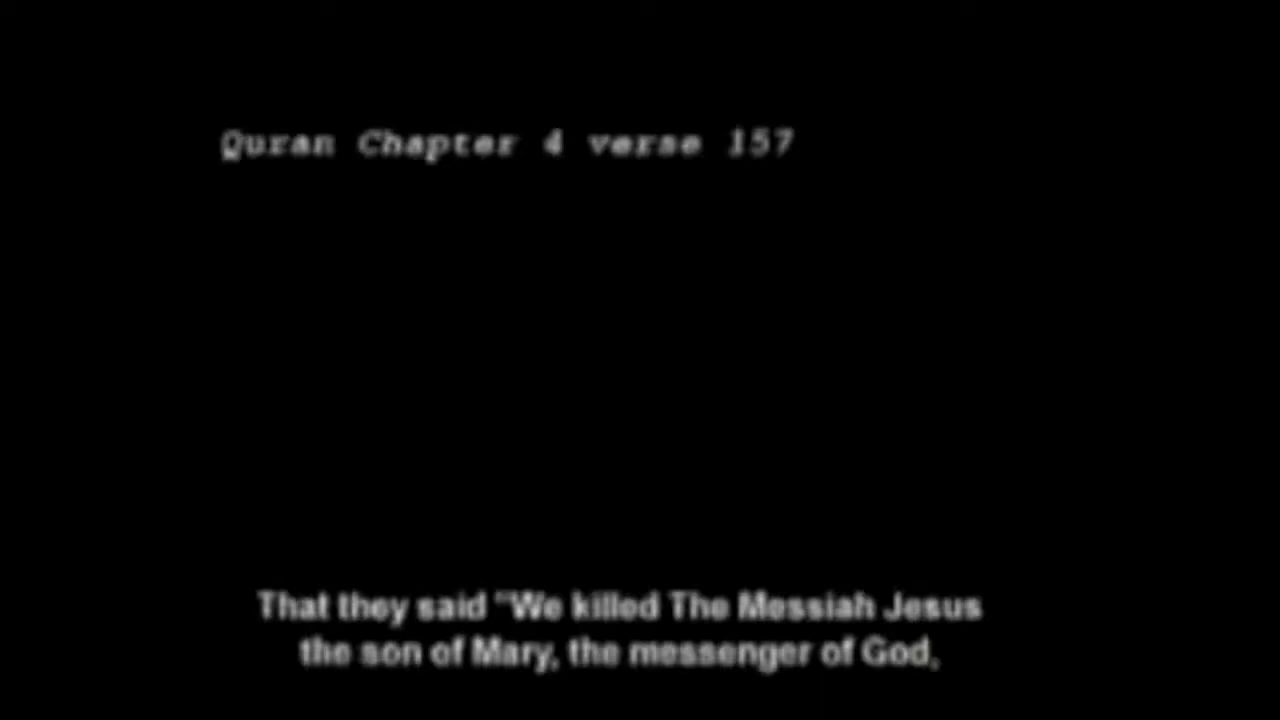 Quran Chapter 4 verse 157
That they said "We killed The Messiah Jesus
the son of Mary, the messenger of God,